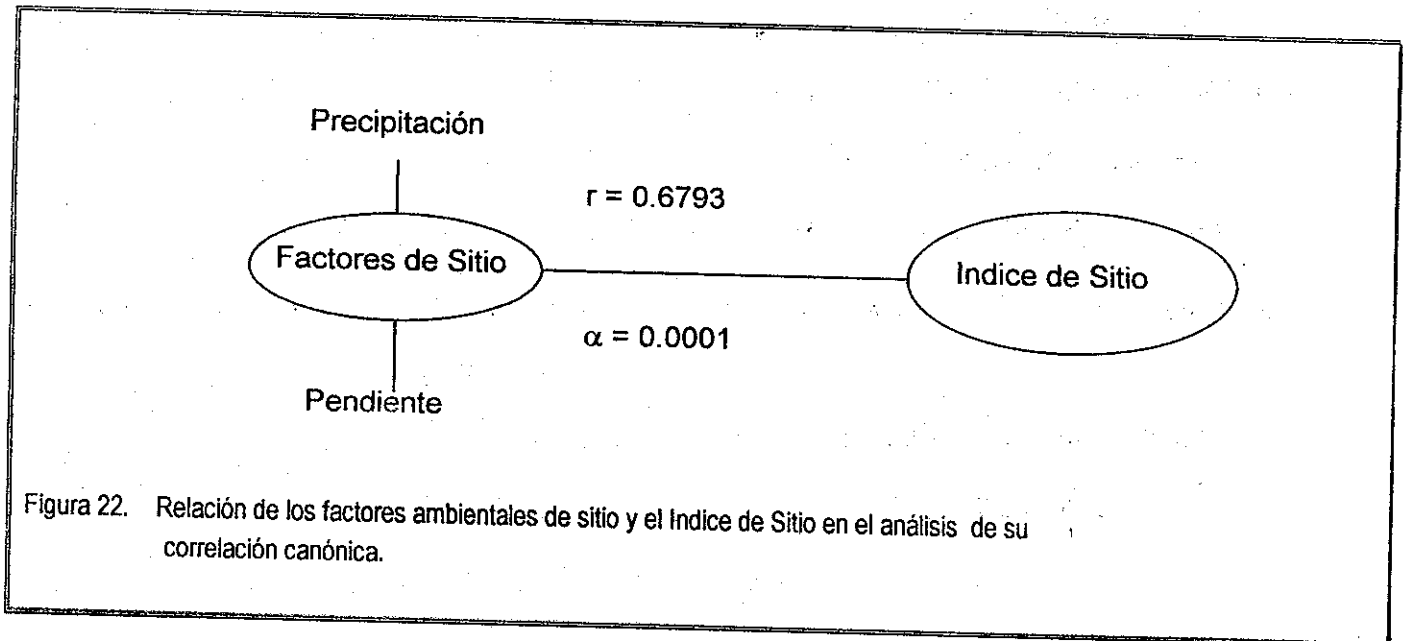 Precipitación
r = 0.6793
Factores de Sitio
Indice de Sitio
α = 0.0001
Pendiente
Figura 22. Relación de los factores ambientales de sitio y el Indice de Sitio en el análisis de su
correlación canónica.